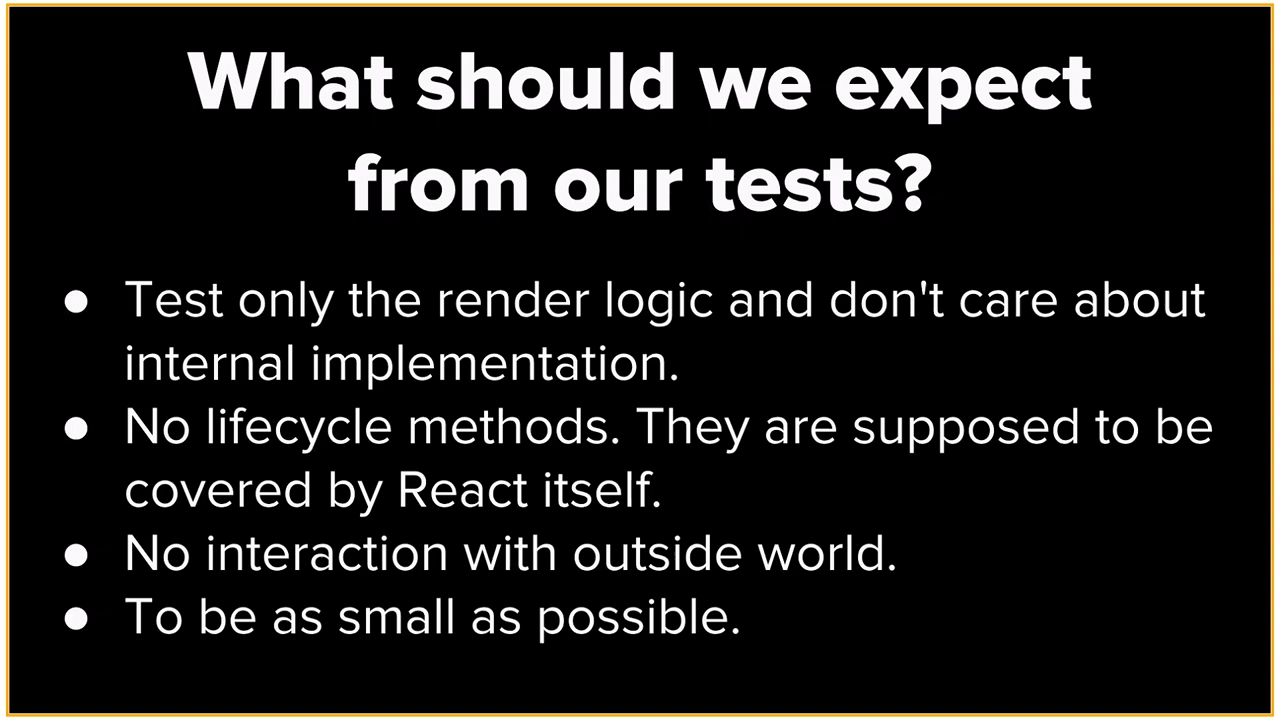 What should we expect
from our tests?
● Test only the render logic and don't care about
internal implementation.
● No lifecycle methods. They are supposed to be
covered by React itself.
● No interaction with outside world.
● To be as small as possible.